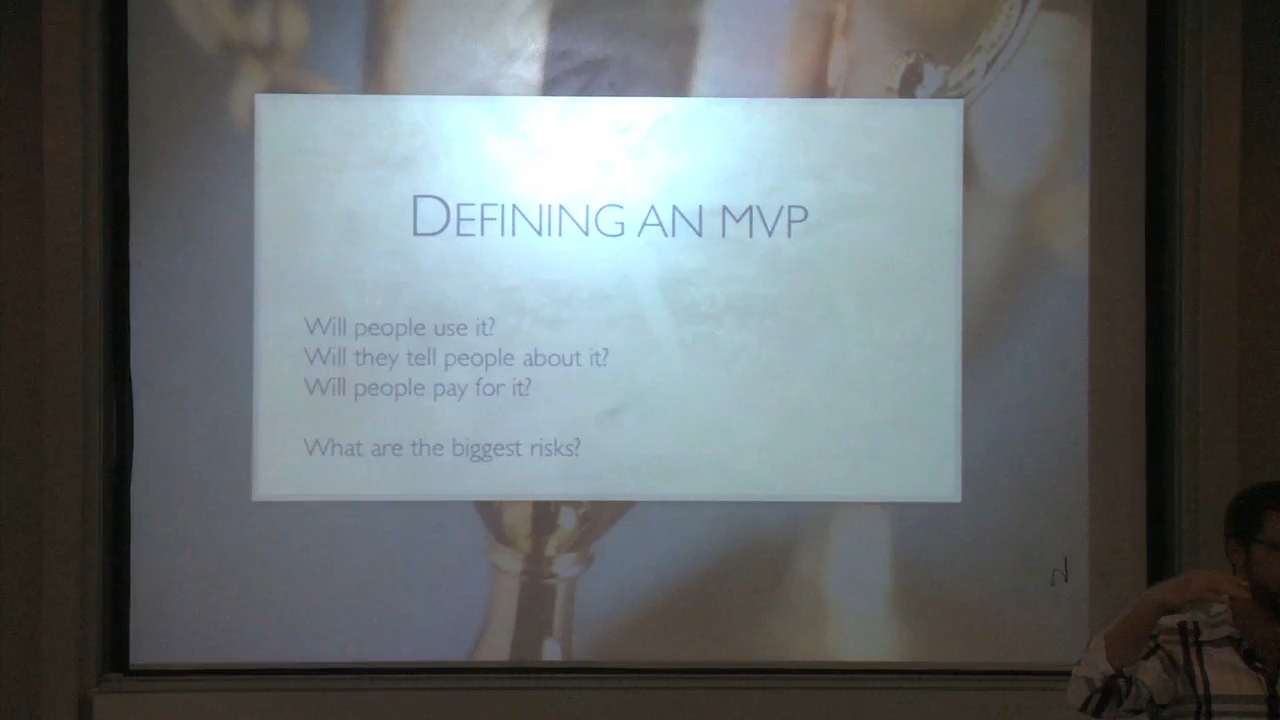 DEFINING AN MVP
Will people use it?
Will they tell people about it?
Will people pay for it?
What are the biggest risks?